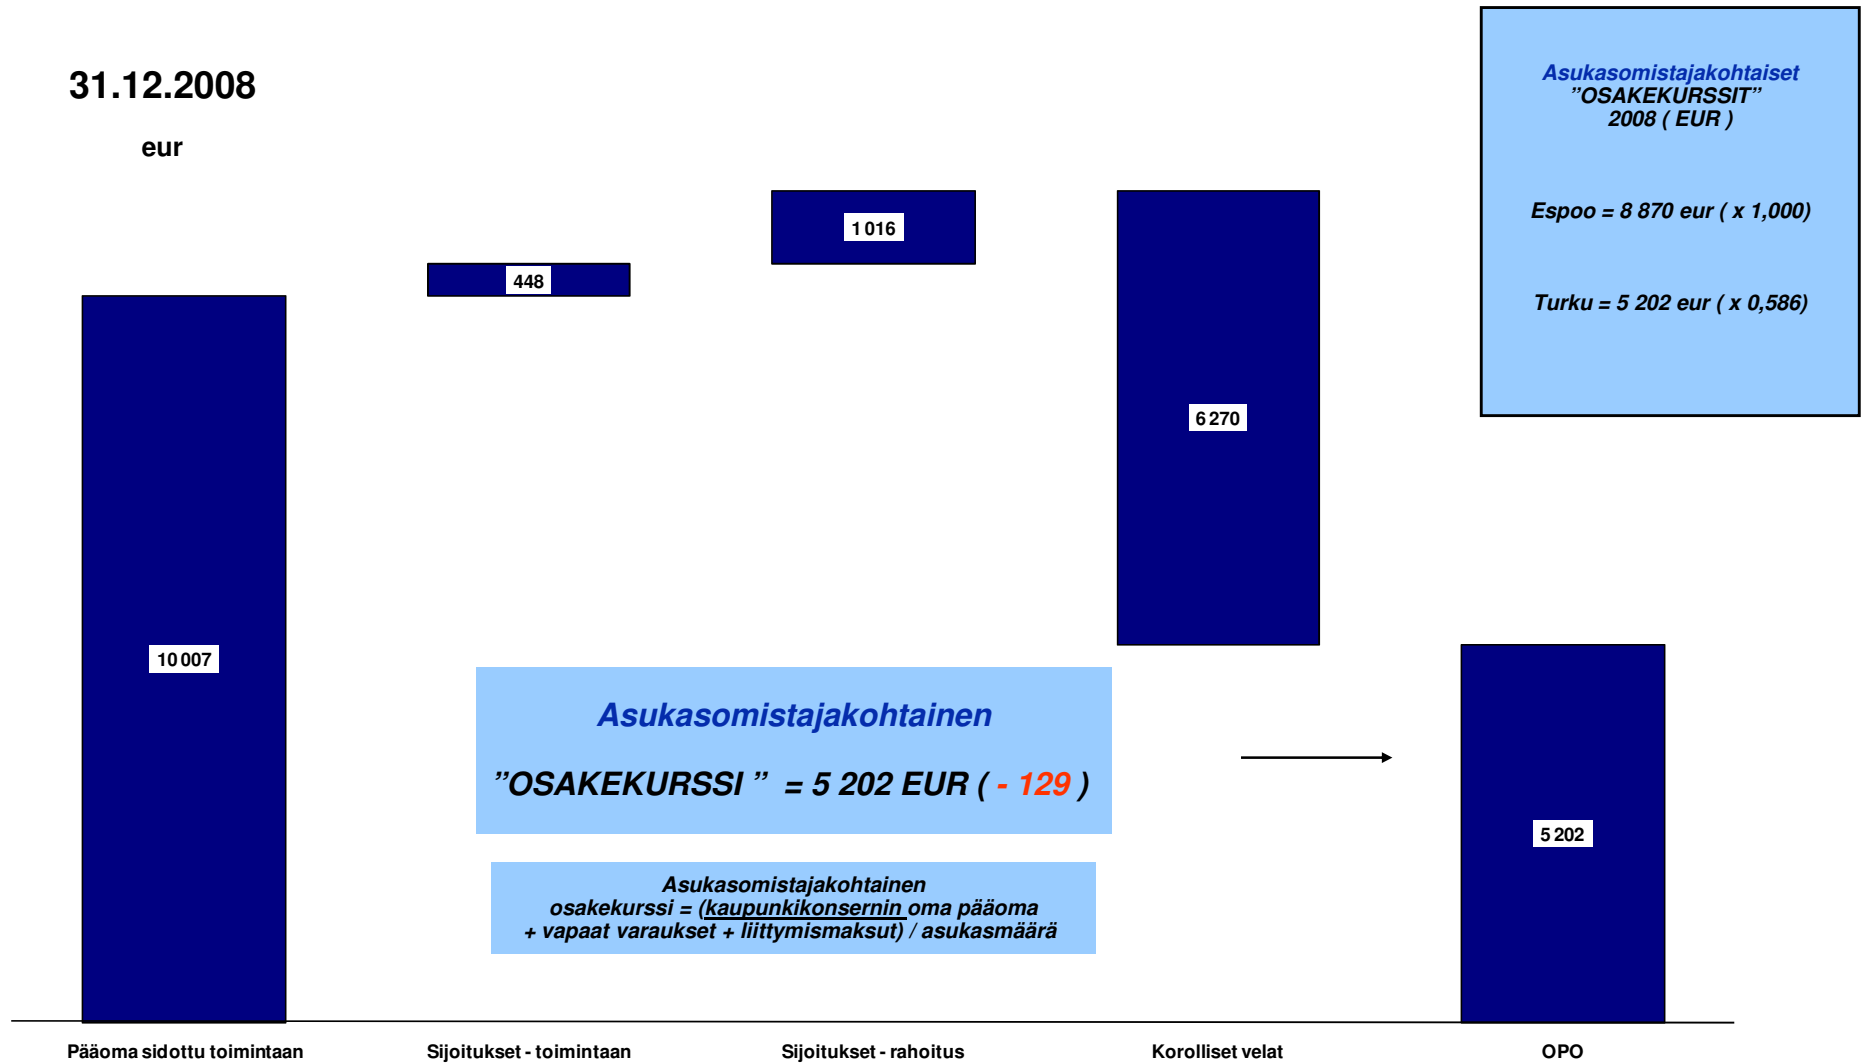 31.12.2008
eur
Asukasomistajakohtaiset
”OSAKEKURSSIT”
2008 ( EUR )
Espoo = 8 870 eur ( x 1,000)
Turku = 5 202 eur ( x 0,586)
10 007
448
1 016
6 270
5 202
Asukasomistajakohtainen
”OSAKEKURSSI ” = 5 202 EUR ( - 129 )
Asukasomistajakohtainen
osakekurssi = (kaupunkikonsernin oma pääoma
+ vapaat varaukset + liittymismaksut) / asukasmäärä
Pääoma sidottu toimintaan
Sijoitukset - toimintaan
Sijoitukset - rahoitus
Korolliset velat
OPO